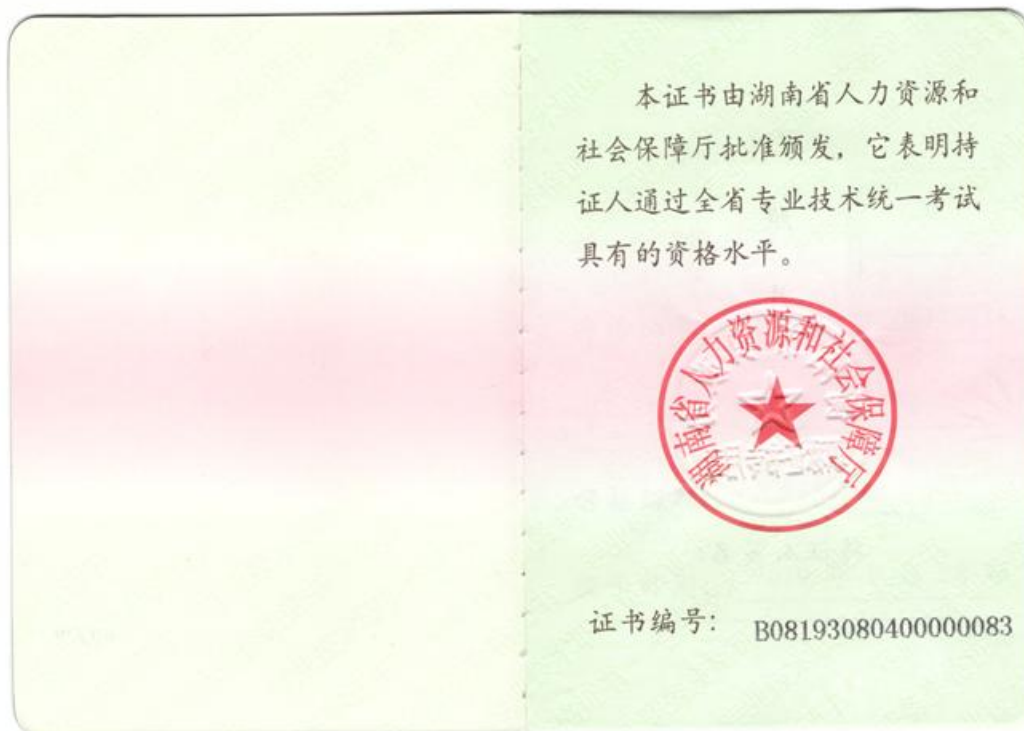 本证书由湖南省人力资源和
社会保障厅批准颁发，它表明持
证人通过全省专业技术统一考试
具有的资格水平。
湖南省人力资源和社会保障厅
证书编号： B08193080400000083